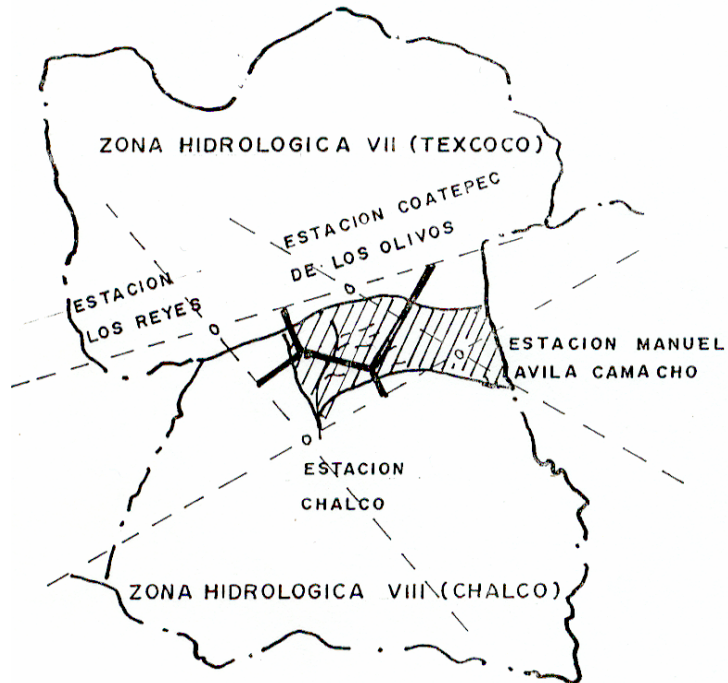 ZONA HIDROLOGICA VII (TEXCOCO)
ESTACION COATEPEC
DE LOS OLIVOS
ESTACION
LOS REYES
ESTACION MANUEL
AVILA CAMACHO
ESTACION
CHALCO
ZONA HIDROLOGICA VIII (CHALCO)